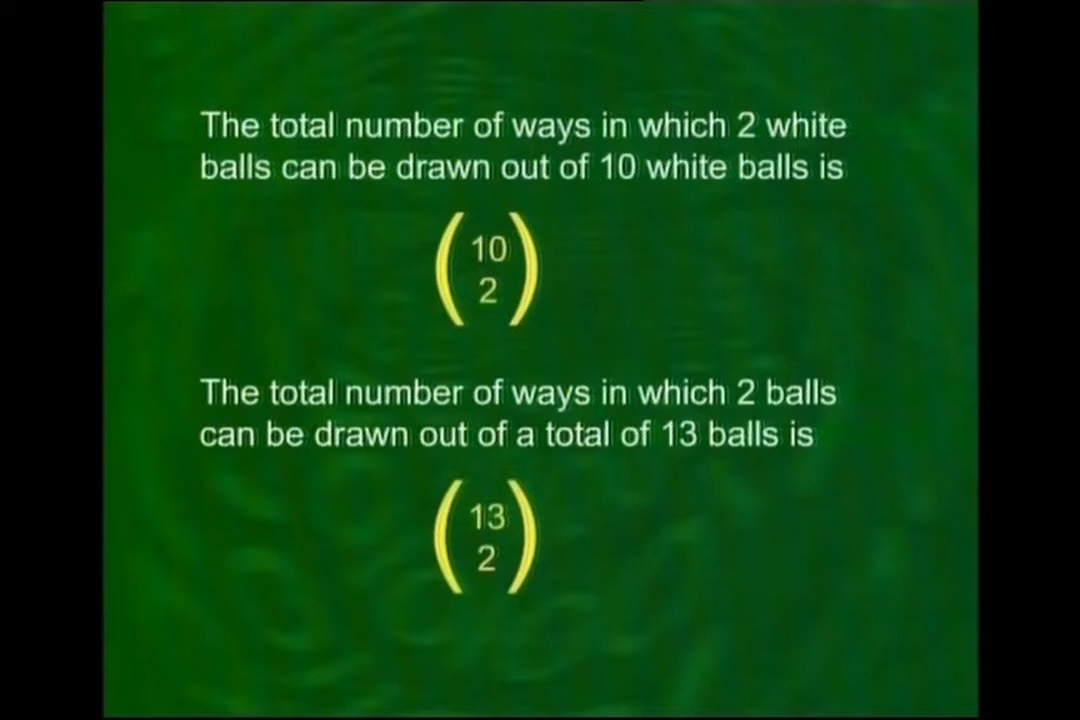 The total number of ways in which 2 white
balls can be drawn out of 10 white balls is
(10
2)
The total number of ways in which 2 balls
can be drawn out of a total of 13 balls is
(13
2)